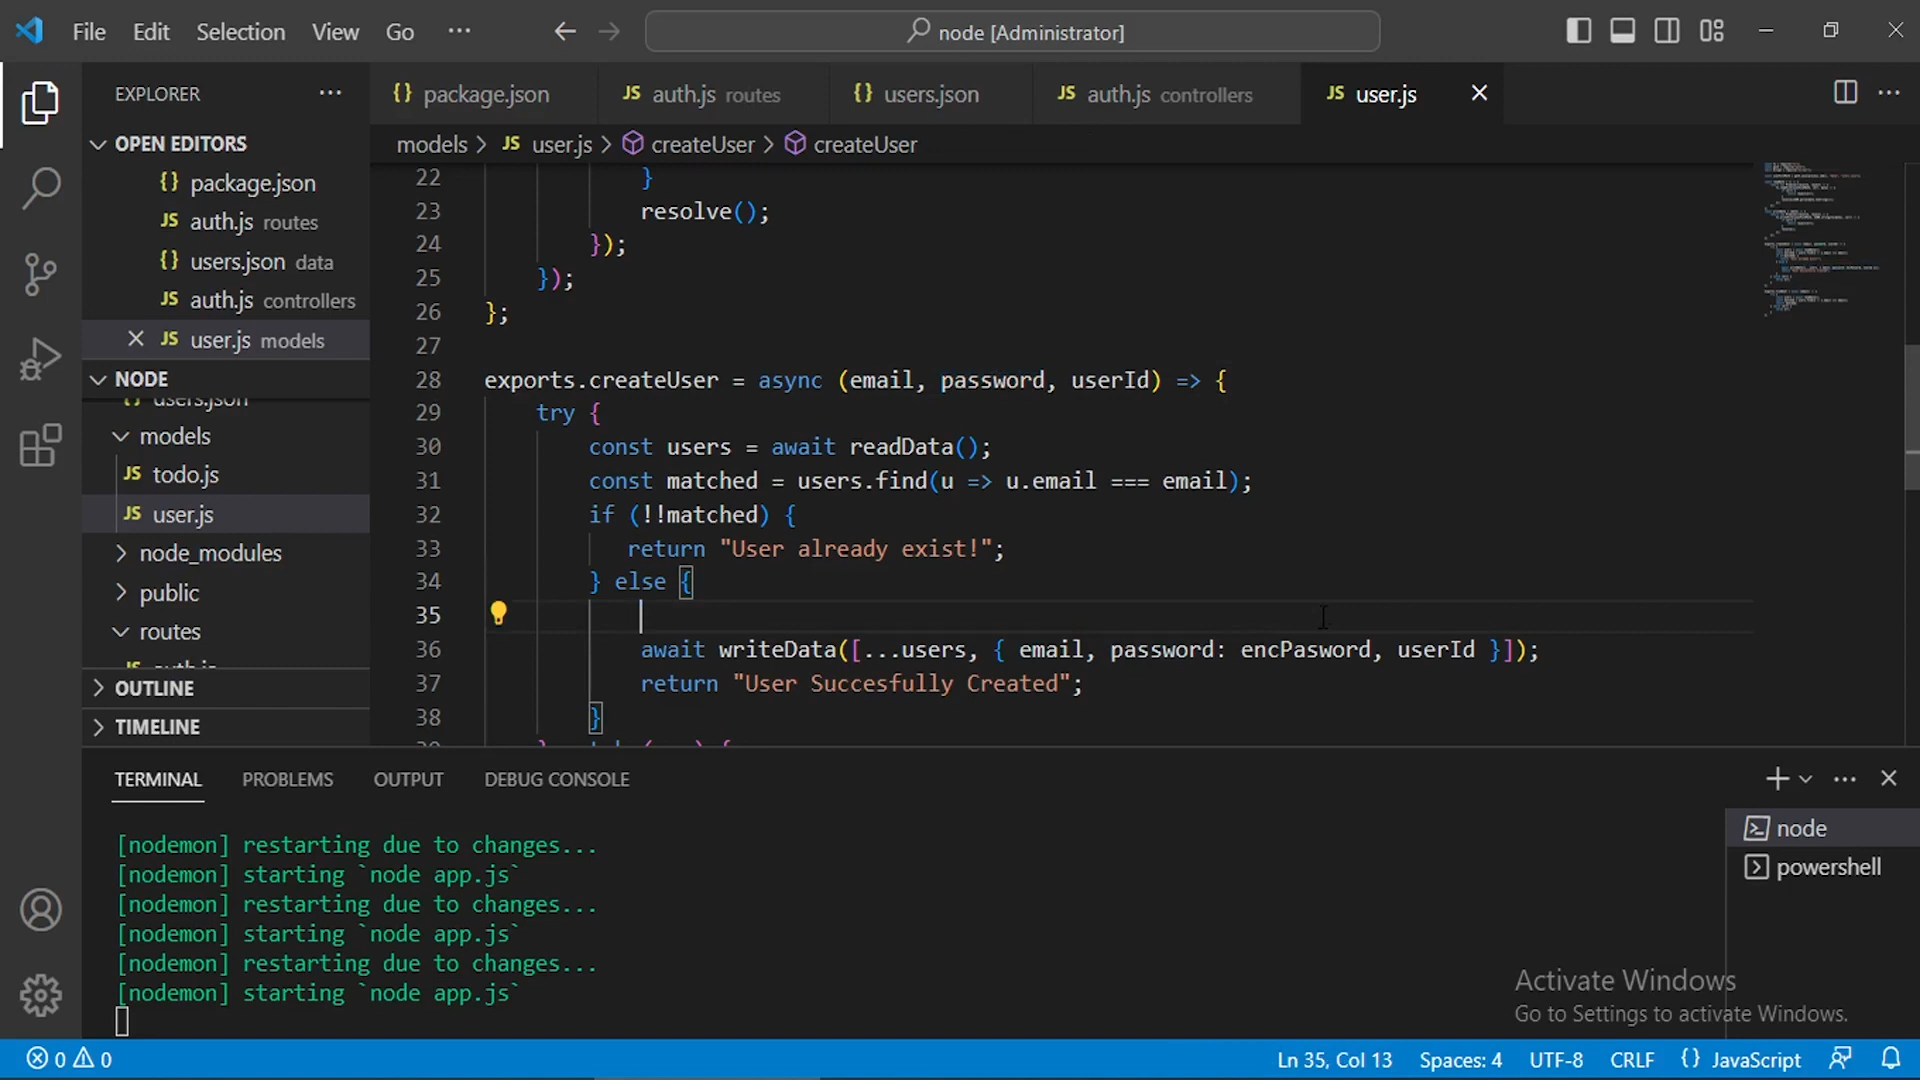 File Edit Selection View Go ···
node [Administrator]
EXPLORER ···
OPEN EDITORS
{} package.json
JS auth.js routes
{} users.json data
JS auth.js controllers
JS user.js models
NODE
{} users.json
models
JS todo.js
JS user.js
node_modules
public
routes
JS auth.js
OUTLINE
TIMELINE
{} package.json JS auth.js routes {} users.json JS auth.js controllers JS user.js
models > JS user.js > createUser > createUser
22 }
23 resolve();
24 });
25 });
26 };
27
28 exports.createUser = async (email, password, userId) => {
29 try {
30 const users = await readData();
31 const matched = users.find(u => u.email === email);
32 if (!!matched) {
33 return "User already exist!";
34 } else {
35
36 await writeData([...users, { email, password: encPasword, userId }]);
37 return "User Succesfully Created";
38 }
TERMINAL PROBLEMS OUTPUT DEBUG CONSOLE
[nodemon] restarting due to changes...
[nodemon] starting `node app.js`
[nodemon] restarting due to changes...
[nodemon] starting `node app.js`
[nodemon] restarting due to changes...
[nodemon] starting `node app.js`
node
powershell
Activate Windows
Go to Settings to activate Windows.
0 0 Ln 35, Col 13 Spaces: 4 UTF-8 CRLF {} JavaScript